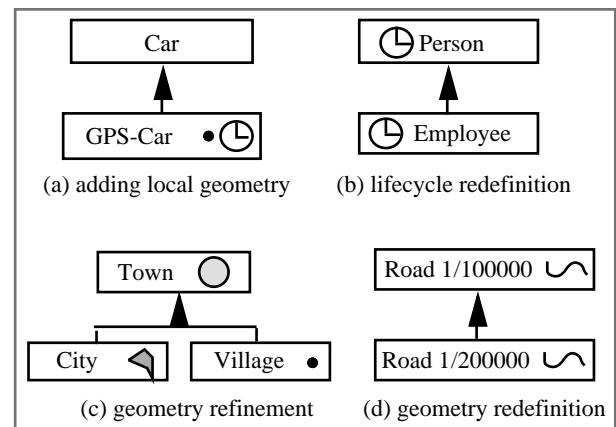 Car
GPS-Car
(a) adding local geometry
Person
Employee
(b) lifecycle redefinition
Town
City
Village
(c) geometry refinement
Road 1/100000
Road 1/200000
(d) geometry redefinition